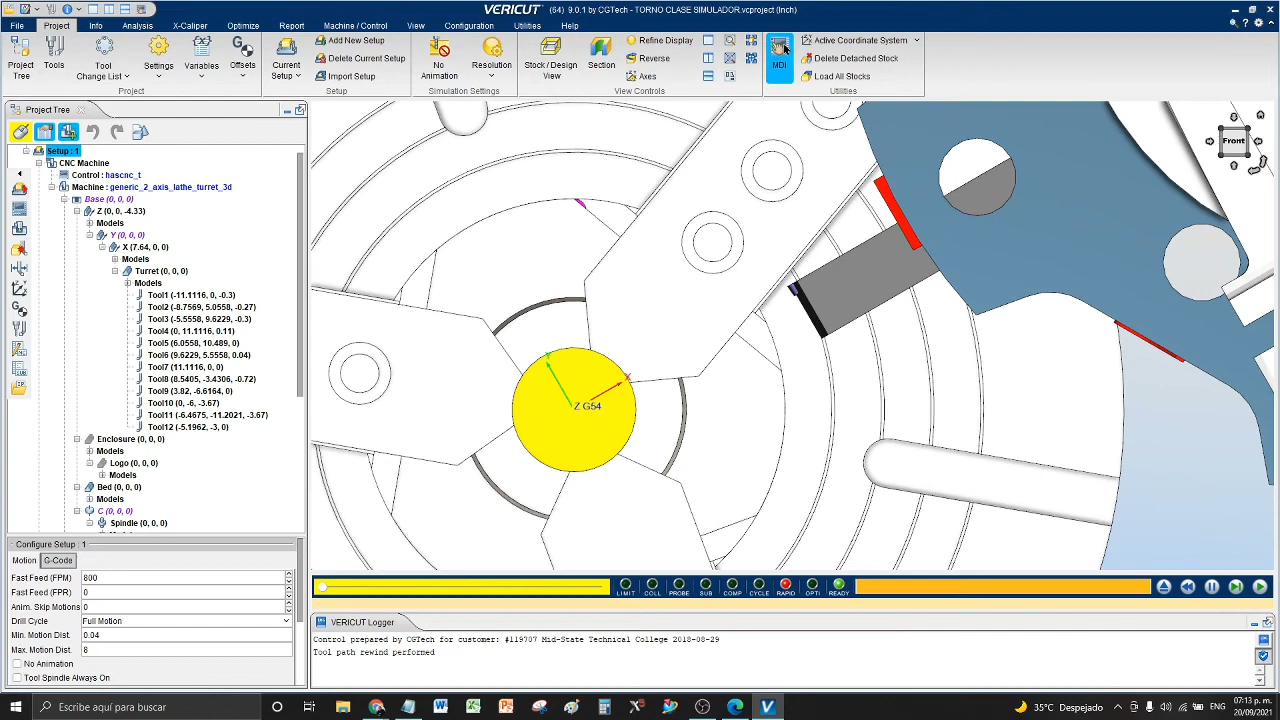 VERICUT (64) 9.0.1 by CGTech - TORNO CLASE SIMULADOR.vcproject (Inch)
File Project Info Analysis X-Caliper Optimize Report Machine / Control View Configuration Utilities Help
Project Tree
Tools
Tool Change List
Settings
Variables
Offsets
Project
Current Setup
Add New Setup
Delete Current Setup
Import Setup
Setup
No Animation
Resolution
Simulation Settings
Stock / Design View
Section
Refine Display
Reverse
Axes
View Controls
MDI
Active Coordinate System
Delete Detached Stock
Load All Stocks
Utilities
Project Tree
Setup : 1
CNC Machine
Control : hascnc_t
Machine : generic_2_axis_lathe_turret_3d
Base (0, 0, 0)
Z (0, 0, -4.33)
Models
Y (0, 0, 0)
X (7.64, 0, 0)
Models
Turret (0, 0, 0)
Models
Tool1 (-11.1116, 0, -0.3)
Tool2 (-8.7569, 5.0558, -0.27)
Tool3 (-5.5558, 9.6229, -0.3)
Tool4 (0, 11.1116, 0.11)
Tool5 (6.0558, 10.489, 0)
Tool6 (9.6229, 5.5558, 0.04)
Tool7 (11.1116, 0, 0)
Tool8 (8.5405, -3.4306, -0.72)
Tool9 (3.82, -6.6164, 0)
Tool10 (0, -6, -3.67)
Tool11 (-6.4675, -11.2021, -3.67)
Tool12 (-5.1962, -3, 0)
Enclosure (0, 0, 0)
Models
Logo (0, 0, 0)
Models
Bed (0, 0, 0)
Models
C (0, 0, 0)
Spindle (0, 0, 0)
Configure Setup : 1
Motion G-Code
Fast Feed (FPM) 800
Fast Feed (FPR) 0
Anim. Skip Motions 0
Drill Cycle Full Motion
Min. Motion Dist. 0.04
Max. Motion Dist. 8
No Animation
Tool Spindle Always On
Front
Y
X
Z G54
LIMIT COLL PROBE SUB COMP CYCLE RAPID OPTI READY
VERICUT Logger
Control prepared by CGTech for customer: #119707 Mid-State Technical College 2018-08-29
Tool path rewind performed
Escribe aquí para buscar
35°C Despejado
ENG
07:13 p. m.
20/09/2021